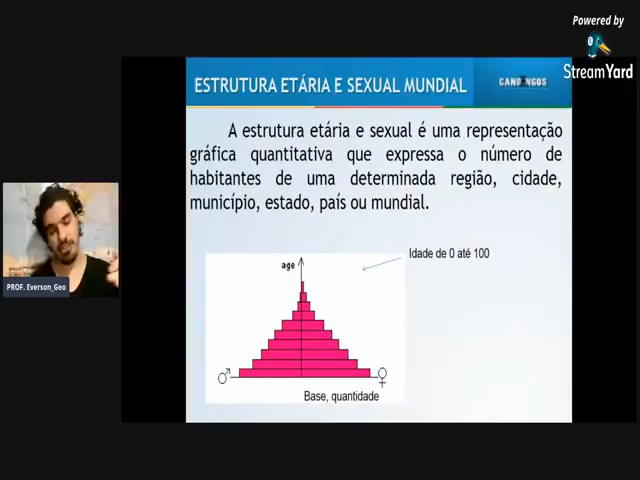 Powered by
StreamYard
ESTRUTURA ETÁRIA E SEXUAL MUNDIAL
CANDANGOS
A estrutura etária e sexual é uma representação
gráfica quantitativa que expressa o número de
habitantes de uma determinada região, cidade,
município, estado, país ou mundial.
Idade de 0 até 100
age
Base, quantidade
PROF. Everson_Geo